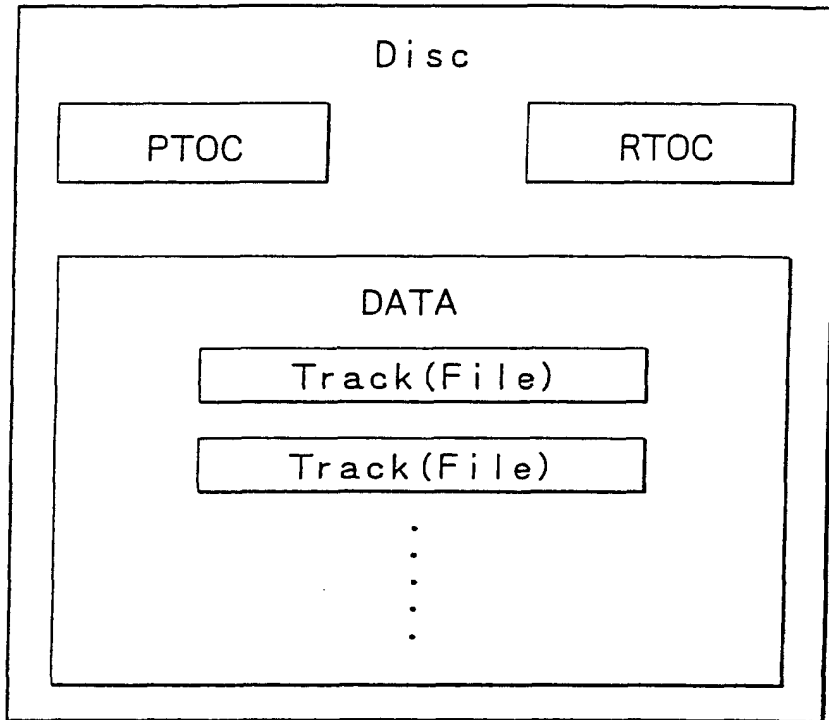 Disc
PTOC
RTOC
DATA
Track(File)
Track(File)